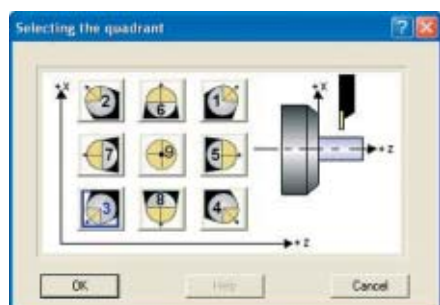 Selecting the quadrant
+X
2 6 1
+X
7 9 5
+Z
3 8 4
+Z
OK Help Cancel